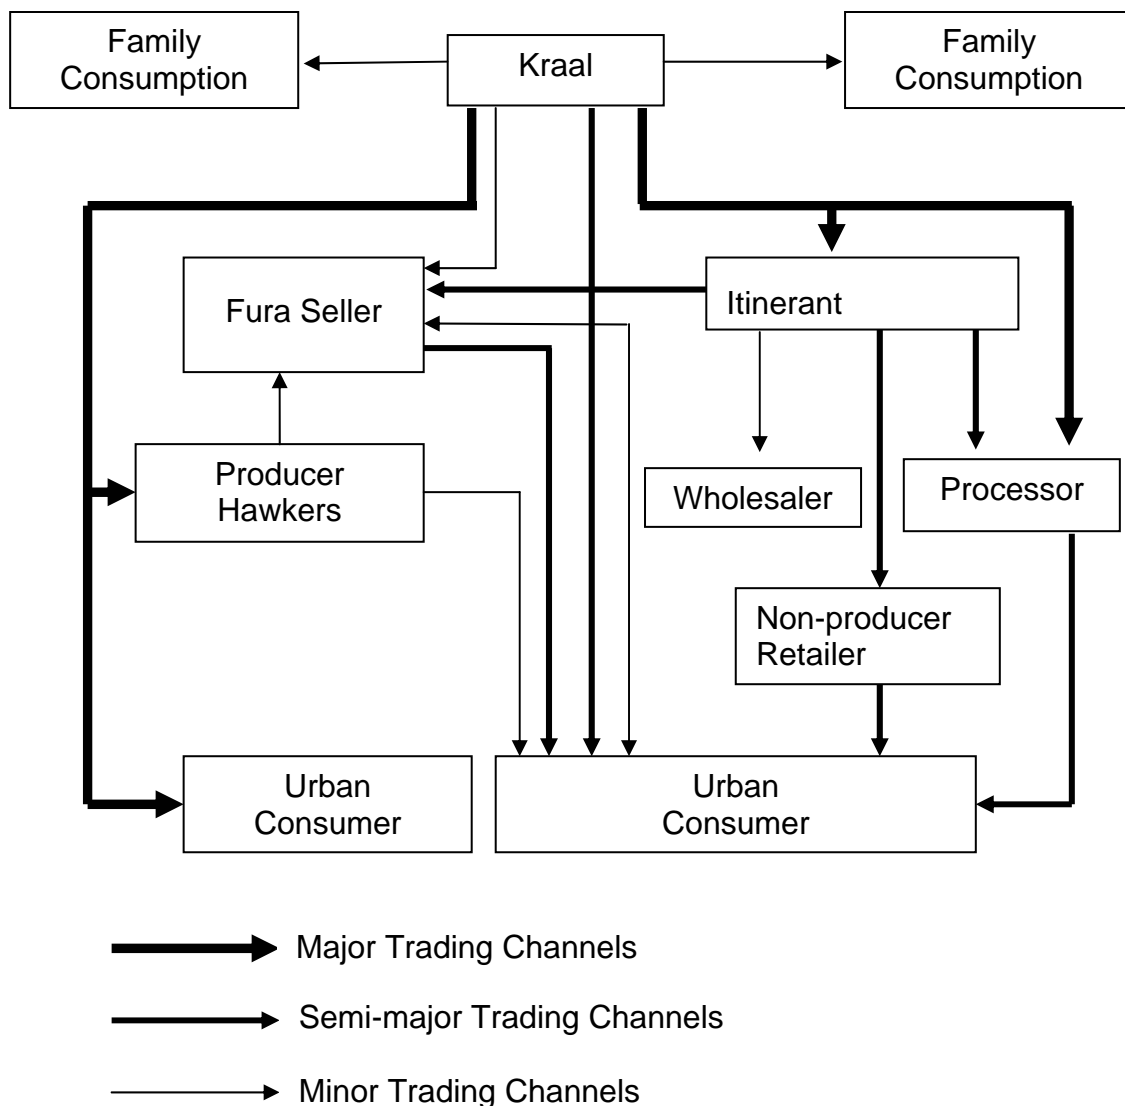 Family
Consumption
Kraal
Family
Consumption
Fura Seller
Itinerant
Producer
Hawkers
Wholesaler
Processor
Non-producer
Retailer
Urban
Consumer
Urban
Consumer
Major Trading Channels
Semi-major Trading Channels
Minor Trading Channels